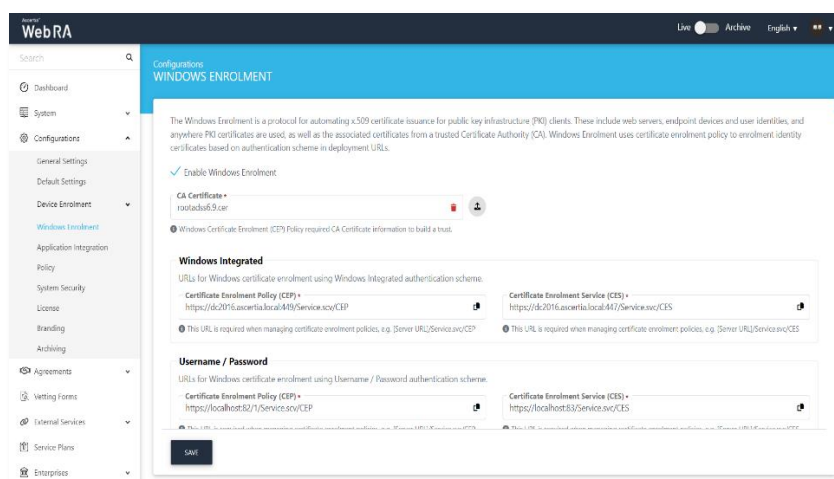 Ascertia
WebRA
Live Archive English
Search
Configurations
WINDOWS ENROLMENT
Dashboard
System
Configurations
General Settings
Default Settings
Device Enrolment
Windows Enrolment
Application Integration
Policy
System Security
License
Branding
Archiving
Agreements
Vetting Forms
External Services
Service Plans
Enterprises
The Windows Enrolment is a protocol for automating x.509 certificate issuance for public key infrastructure (PKI) clients. These include web servers, endpoint devices and user identities, and
anywhere PKI certificates are used, as well as the associated certificates from a trusted Certificate Authority (CA). Windows Enrolment uses certificate enrolment policy to enrolment identity
certificates based on authentication scheme in deployment URLs.
Enable Windows Enrolment
CA Certificate •
rootadss6.9.cer
Windows Certificate Enrolment (CEP) Policy required CA Certificate information to build a trust.
Windows Integrated
URLs for Windows certificate enrolment using Windows Integrated authentication scheme.
Certificate Enrolment Policy (CEP) •
https://dc2016.ascertia.local:449/Service.scv/CEP
This URL is required when managing certificate enrolment policies, e.g. [Server URL]/Service.svc/CEP
Certificate Enrolment Service (CES) •
https://dc2016.ascertia.local:447/Service.svc/CES
This URL is required when managing certificate enrolment policies, e.g. [Server URL]/Service.svc/CES
Username / Password
URLs for Windows certificate enrolment using Username / Password authentication scheme.
Certificate Enrolment Policy (CEP) •
https://localhost:82/1/Service.scv/CEP
Certificate Enrolment Service (CES) •
https://localhost:83/Service.svc/CES
SAVE